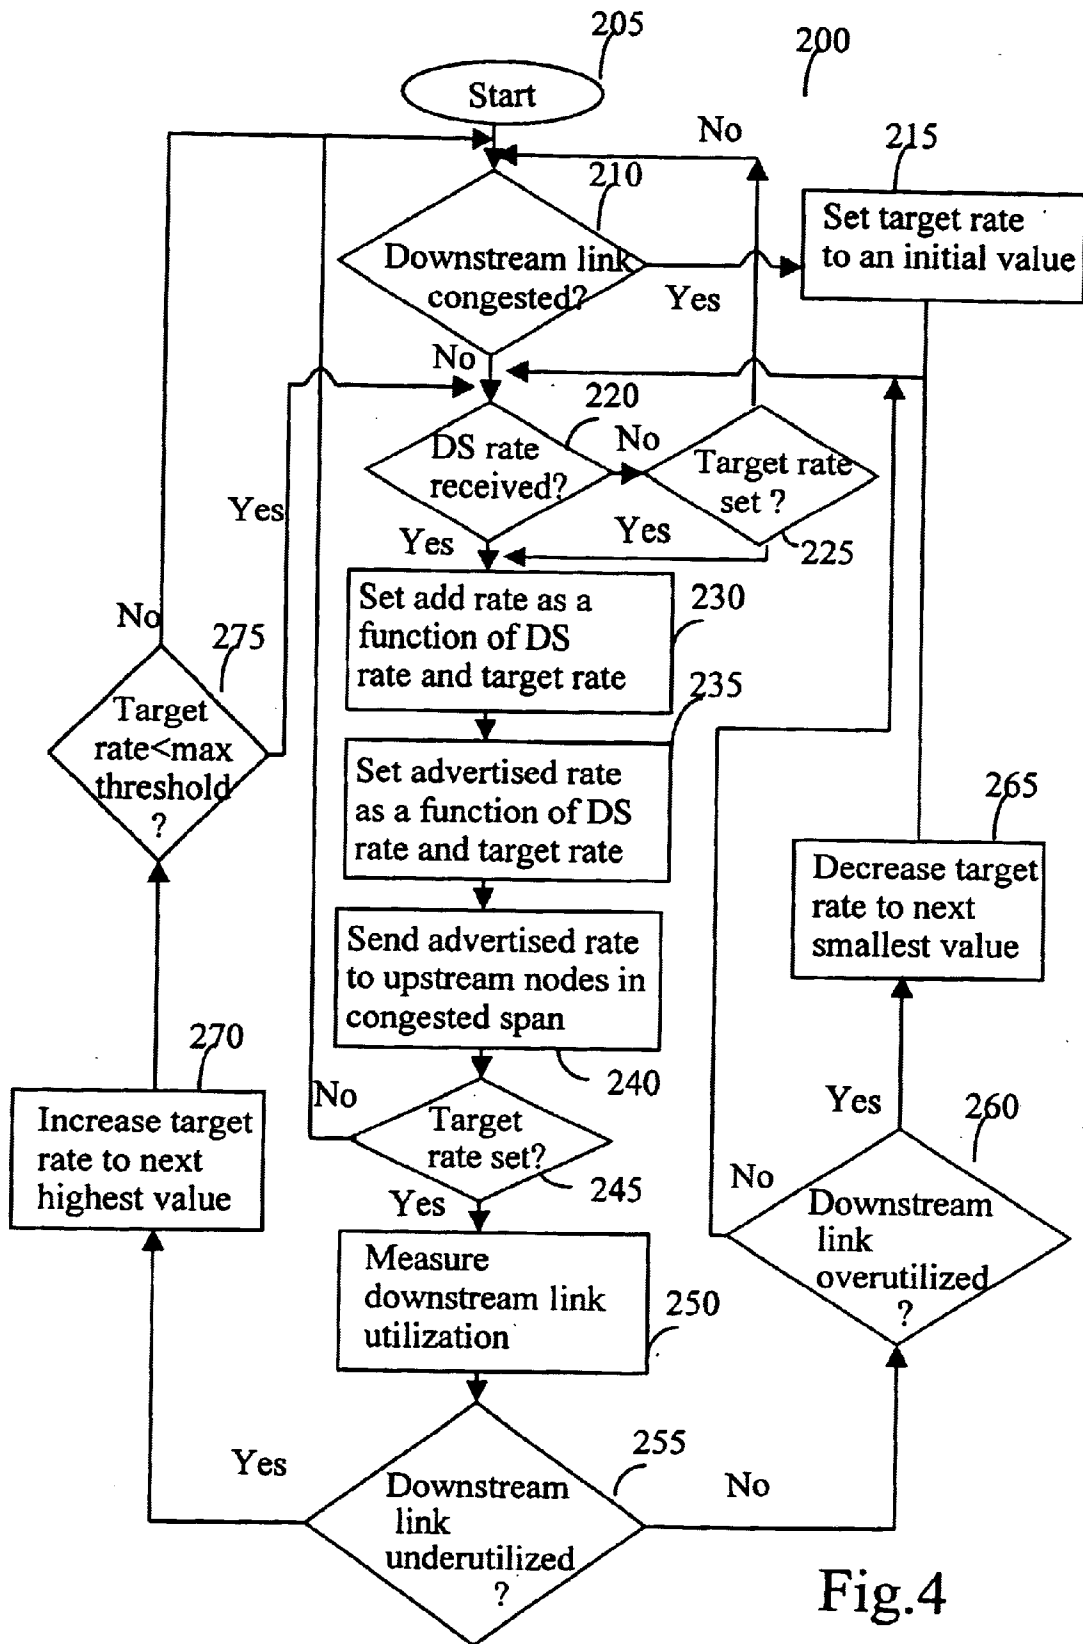 205
200
Start
No
215
210
Set target rate
to an initial value
Downstream link
congested?
Yes
No
220
DS rate
received?
No
Target rate
set ?
Yes
Yes
Yes
225
Set add rate as a
function of DS
rate and target rate
230
No
275
235
Target
rate<max
threshold
?
Set advertised rate
as a function of DS
rate and target rate
265
Decrease target
rate to next
smallest value
Send advertised rate
to upstream nodes in
congested span
270
240
No
Yes
260
Increase target
rate to next
highest value
Target
rate set?
245
No
Yes
Downstream
link
overutilized
?
Measure
downstream link
utilization
250
Yes
255
No
Downstream
link
underutilized
?
Fig.4